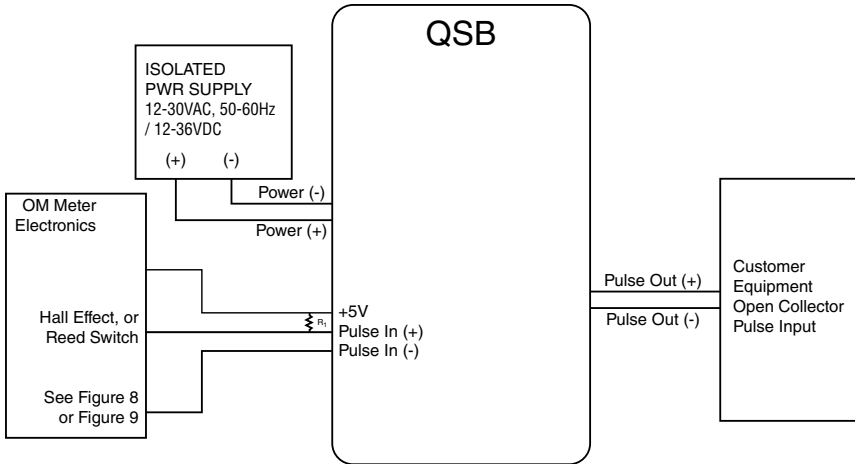 QSB
ISOLATED
PWR SUPPLY
12-30VAC, 50-60Hz
/ 12-36VDC
(+) (-)
Power (-)
Power (+)
OM Meter
Electronics
Hall Effect, or
Reed Switch
See Figure 8
or Figure 9
R1
+5V
Pulse In (+)
Pulse In (-)
Pulse Out (+)
Pulse Out (-)
Customer
Equipment
Open Collector
Pulse Input